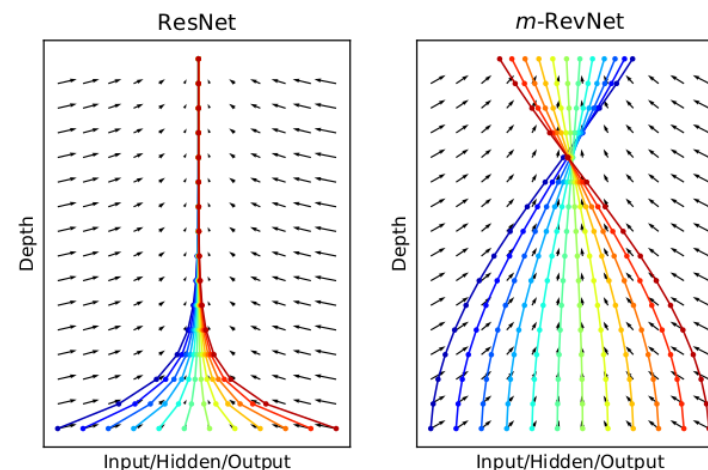 ResNet
Depth
Input/Hidden/Output
m-RevNet
Depth
Input/Hidden/Output